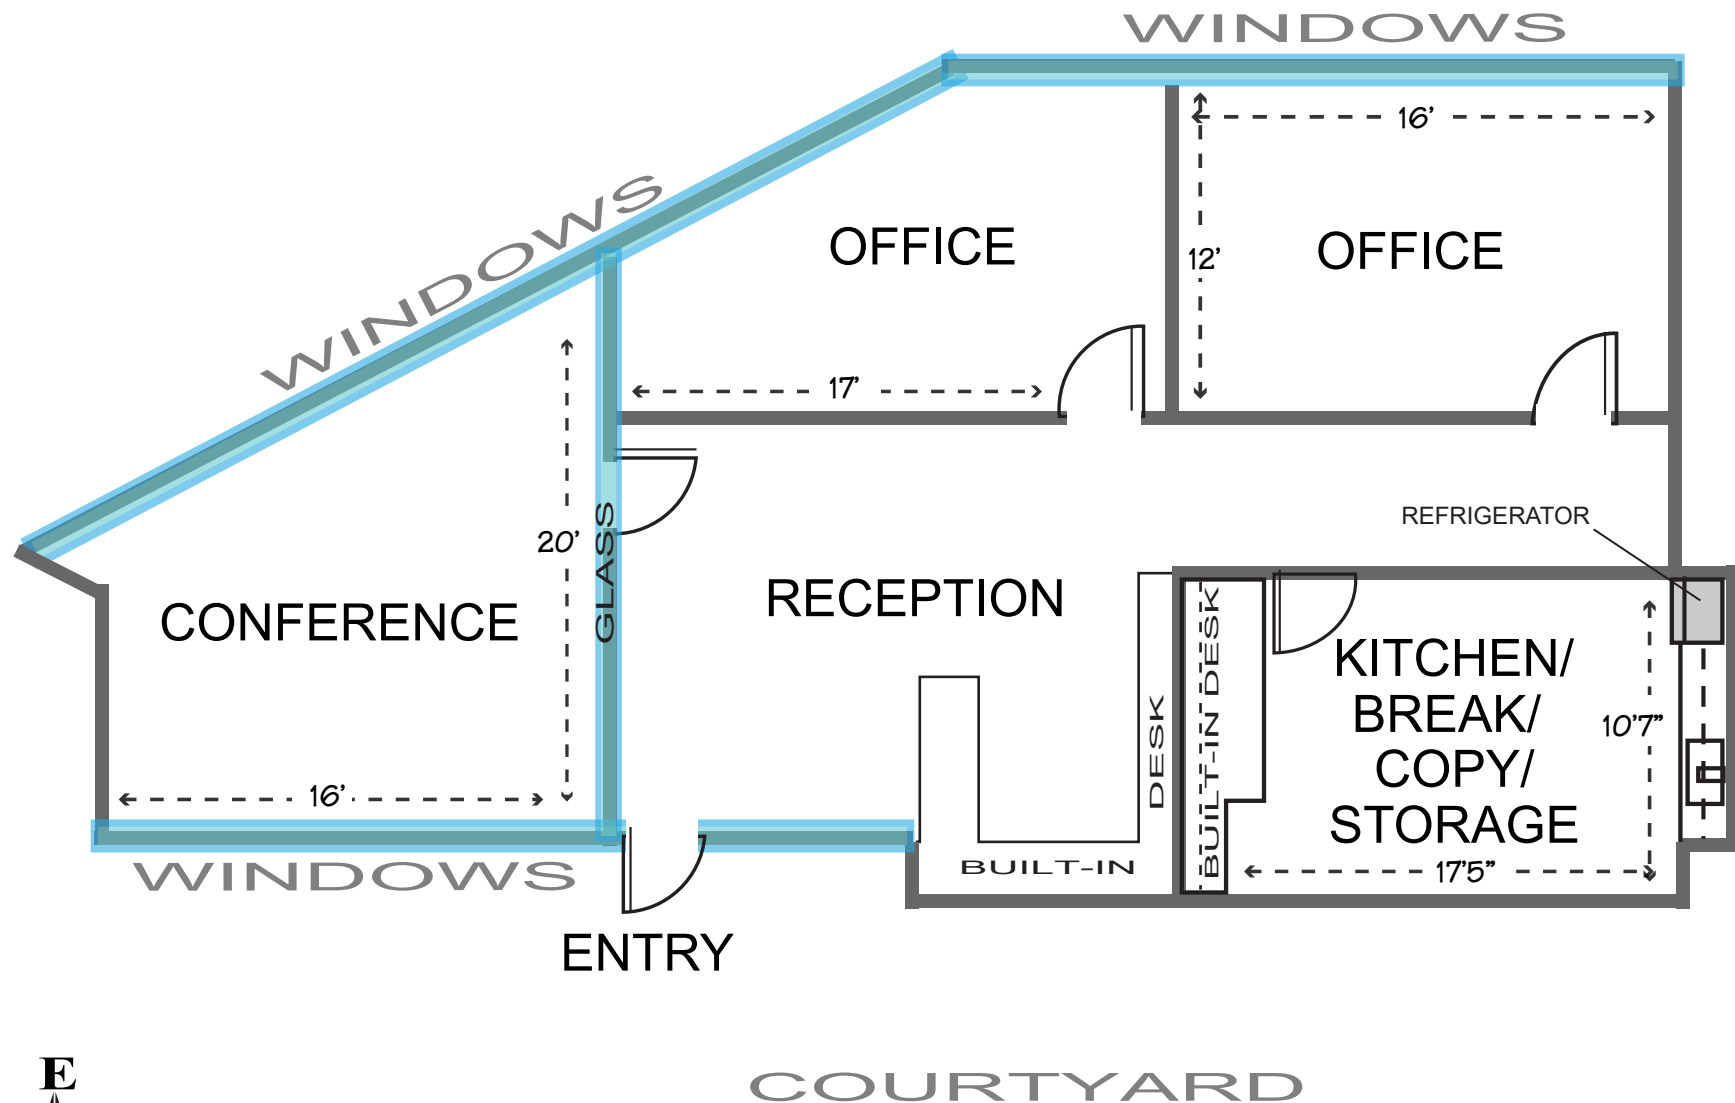 WINDOWS
16'
WINDOWS
OFFICE
OFFICE
12'
17'
REFRIGERATOR
20'
GLASS
CONFERENCE
RECEPTION
DESK
BUILT-IN DESK
KITCHEN/
BREAK/
COPY/
STORAGE
10'7"
16'
WINDOWS
BUILT-IN
17'5"
ENTRY
E
COURTYARD